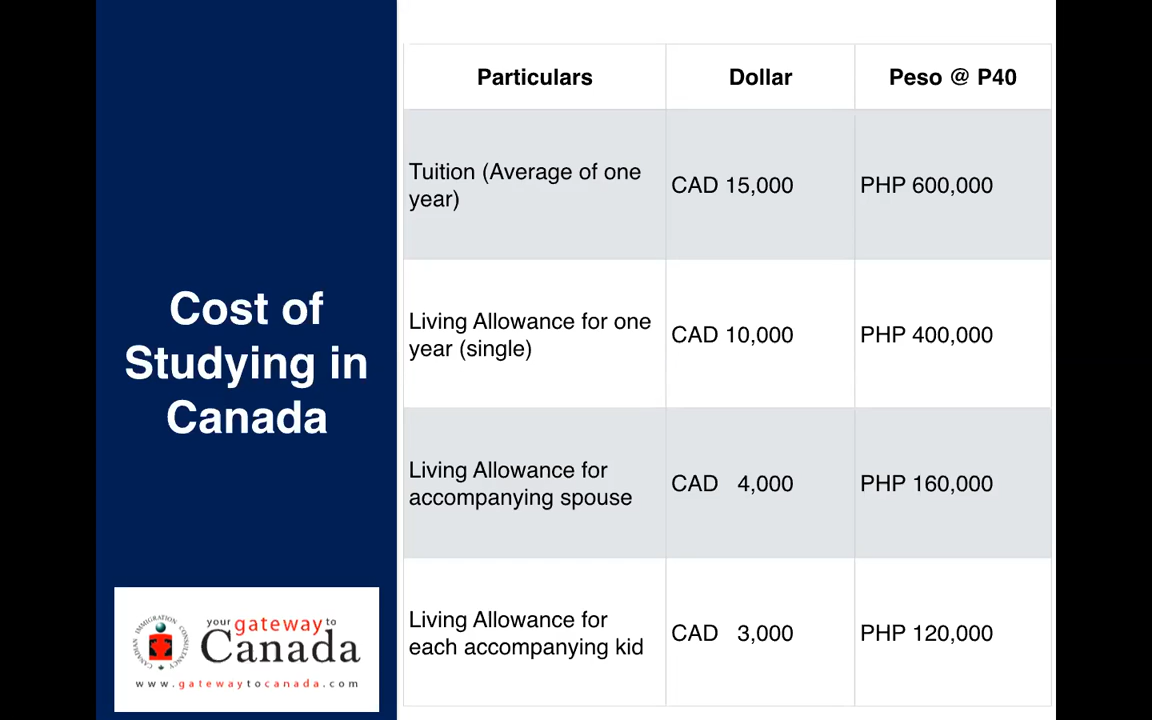 Cost of
Studying in
Canada
Particulars Dollar Peso @ P40
Tuition (Average of one
year) CAD 15,000 PHP 600,000
Living Allowance for one
year (single) CAD 10,000 PHP 400,000
Living Allowance for
accompanying spouse CAD 4,000 PHP 160,000
Living Allowance for
each accompanying kid CAD 3,000 PHP 120,000
CANADIAN IMMIGRATION CONSULTANCY
your gateway to
Canada
www.gatewaytocanada.com